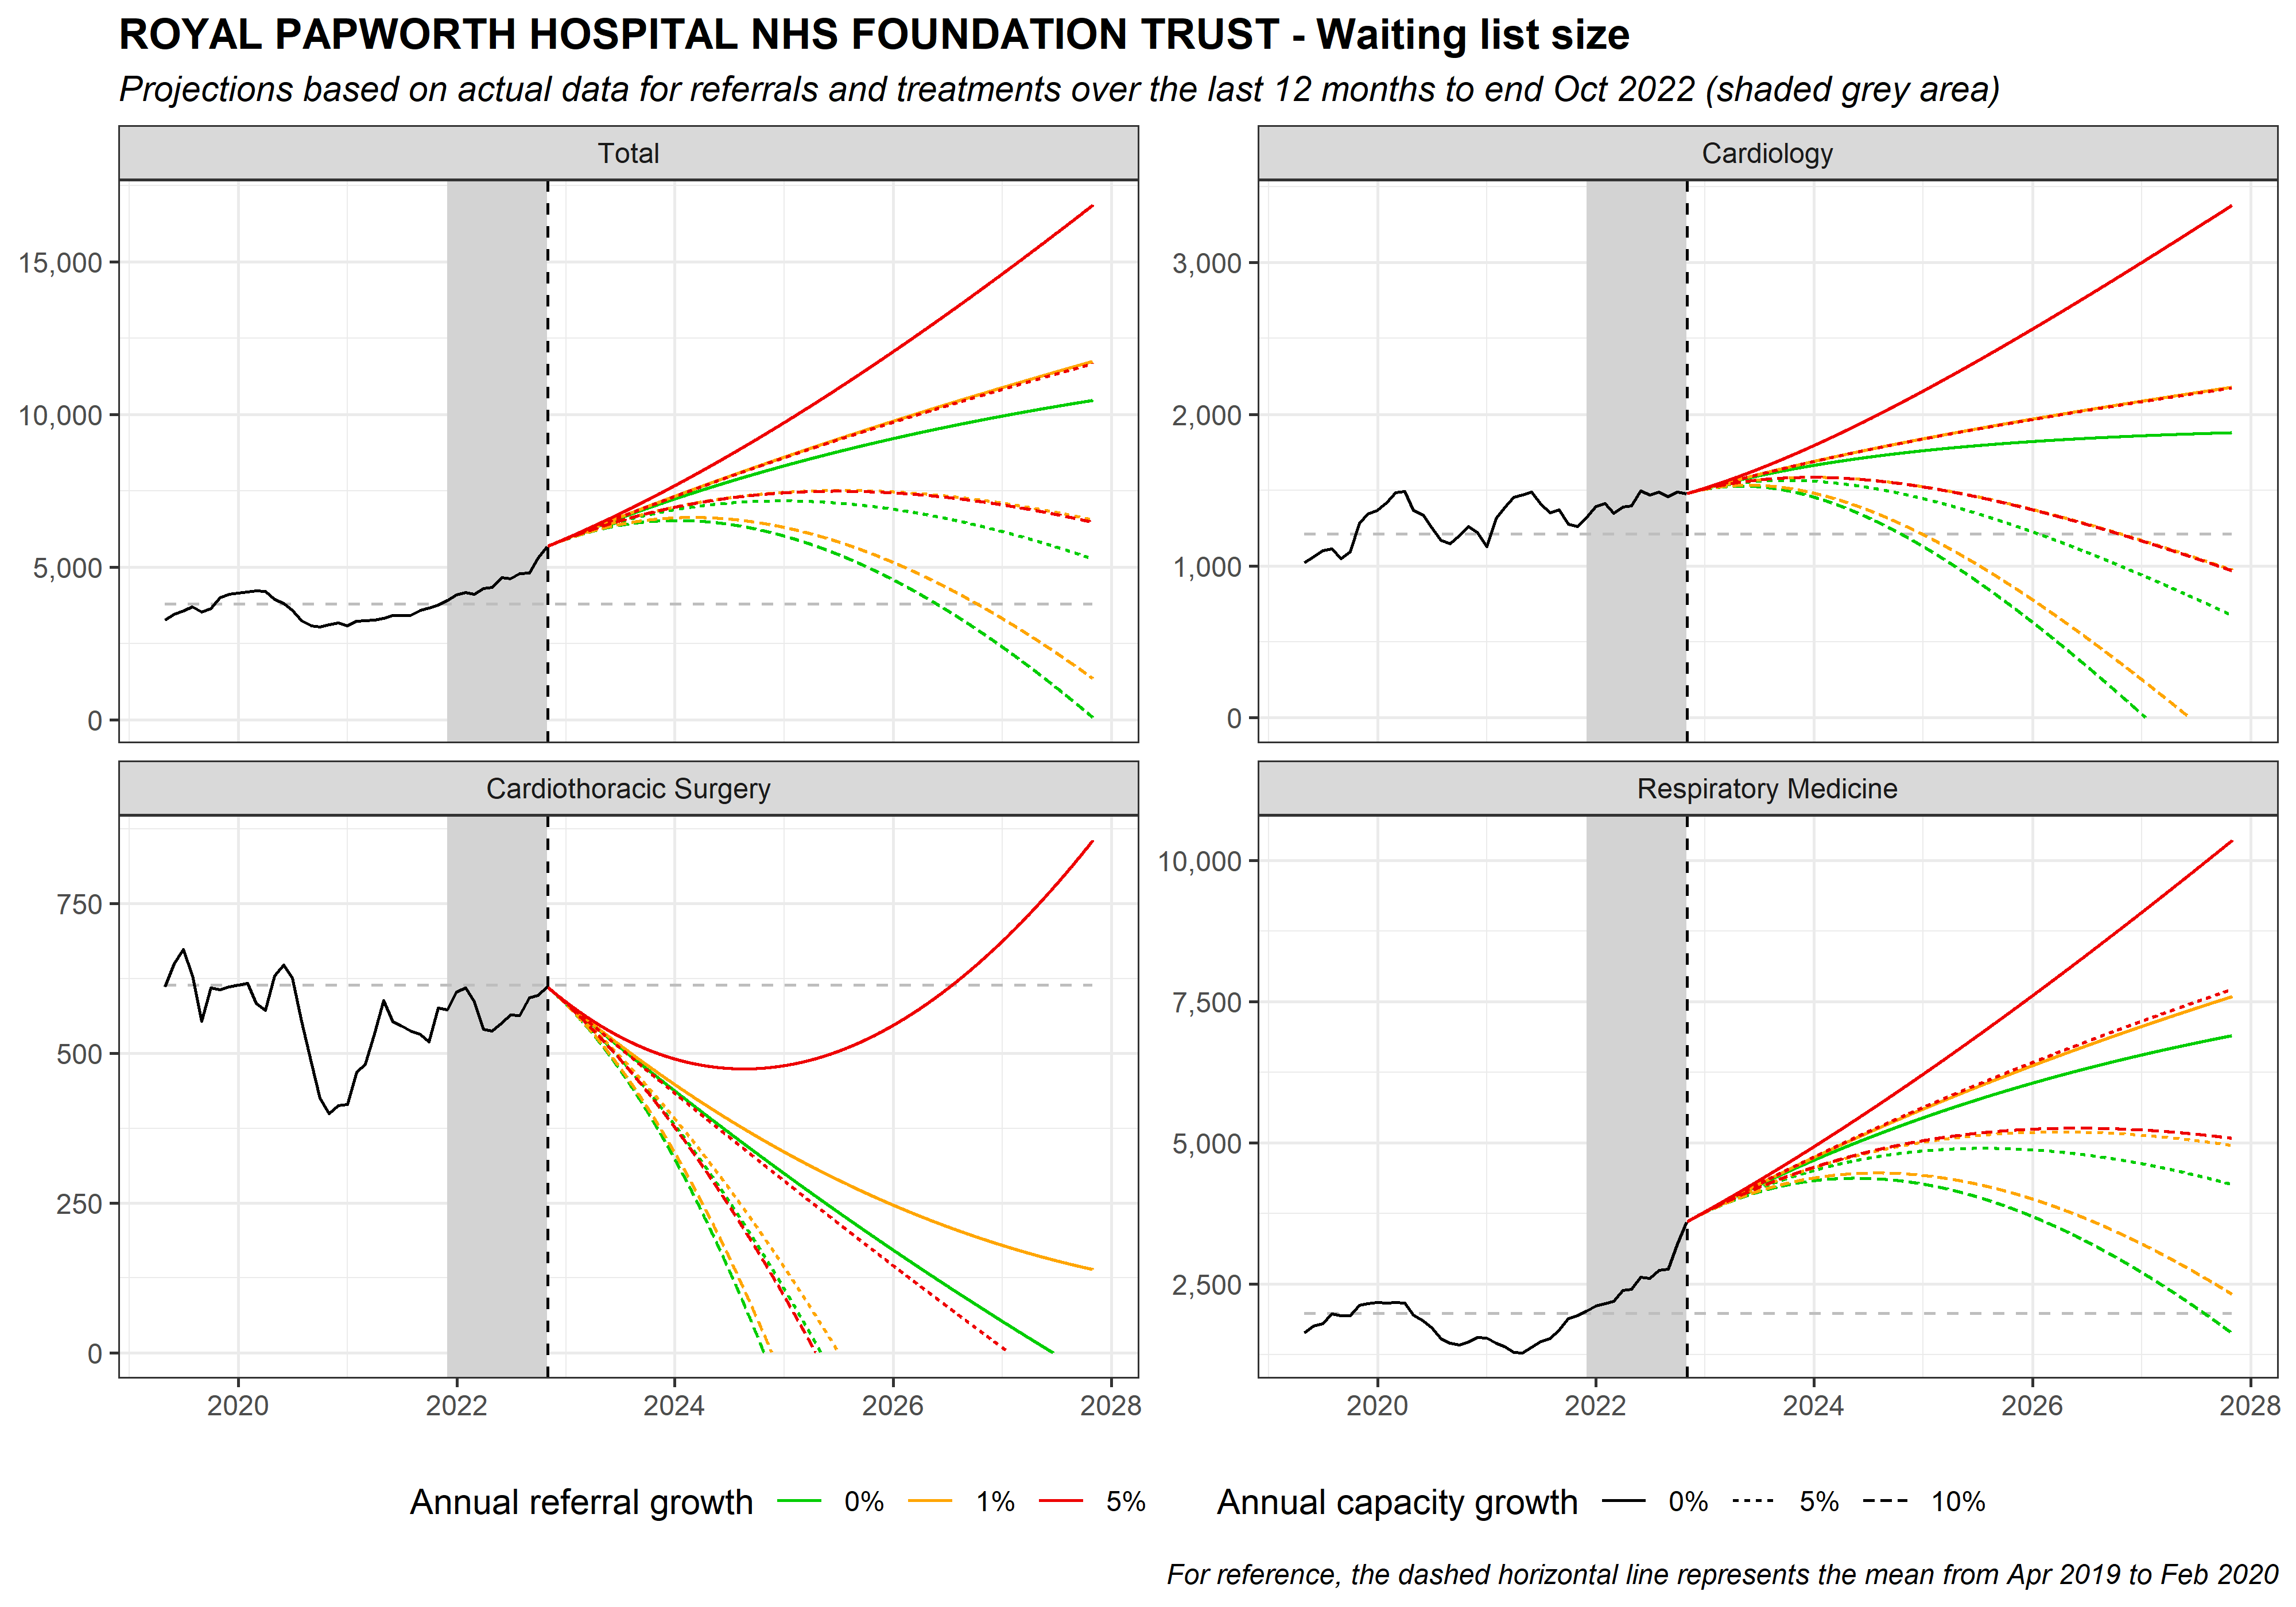 ROYAL PAPWORTH HOSPITAL NHS FOUNDATION TRUST - Waiting list size
Projections based on actual data for referrals and treatments over the last 12 months to end Oct 2022 (shaded grey area)
Total
15,000
10,000
5,000
0
Cardiology
3,000
2,000
1,000
0
Cardiothoracic Surgery
750
500
250
0
2020 2022 2024 2026 2028
Respiratory Medicine
10,000
7,500
5,000
2,500
2020 2022 2024 2026 2028
Annual referral growth 0% 1% 5%
Annual capacity growth 0% 5% 10%
For reference, the dashed horizontal line represents the mean from Apr 2019 to Feb 2020